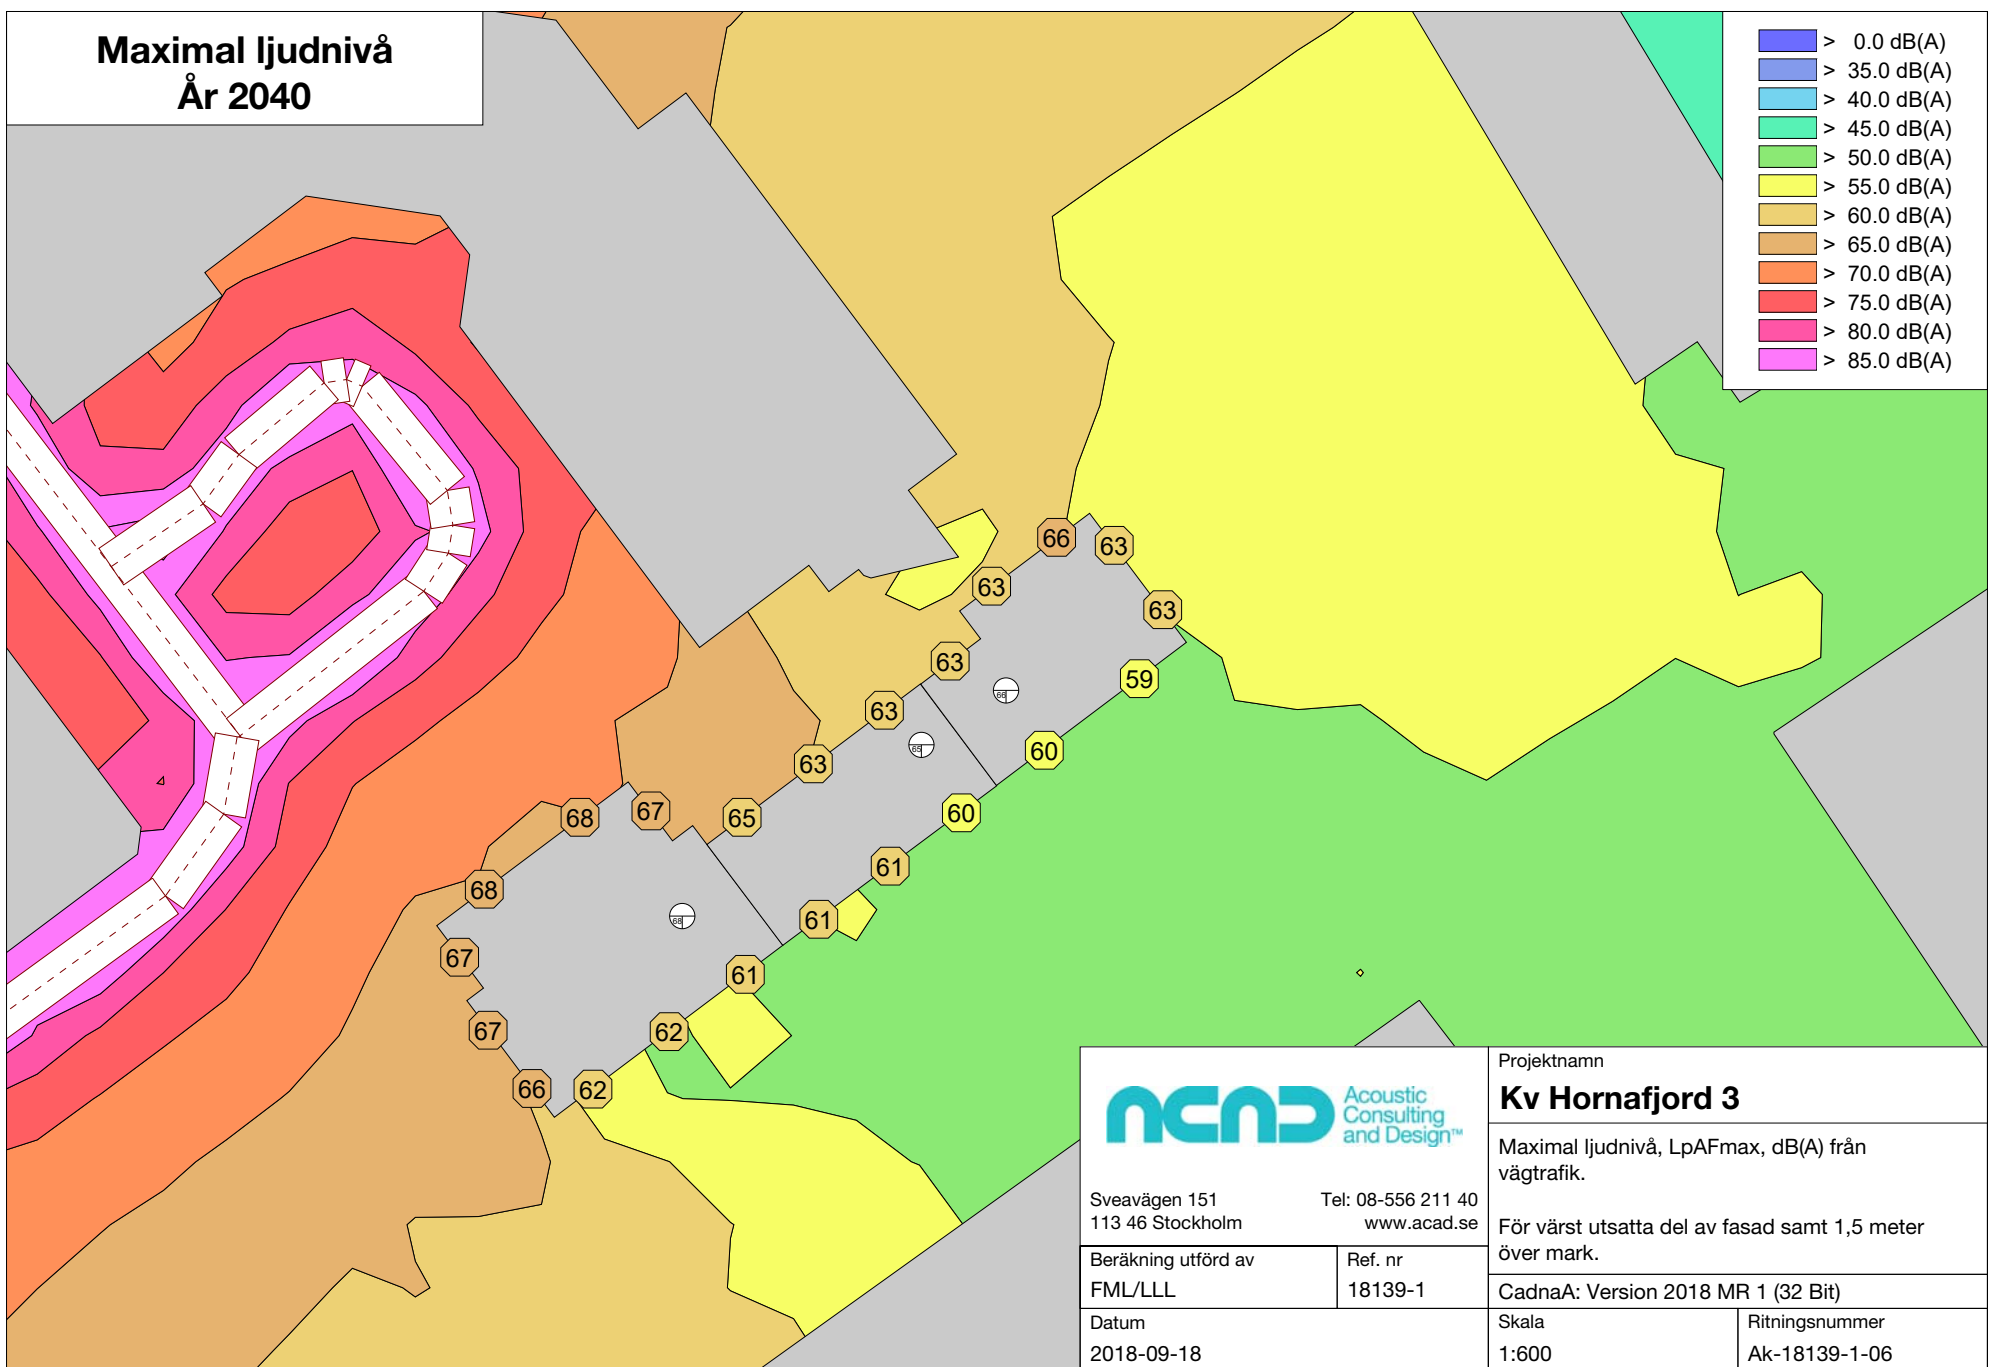 Maximal ljudnivå
År 2040
> 0.0 dB(A)
> 35.0 dB(A)
> 40.0 dB(A)
> 45.0 dB(A)
> 50.0 dB(A)
> 55.0 dB(A)
> 60.0 dB(A)
> 65.0 dB(A)
> 70.0 dB(A)
> 75.0 dB(A)
> 80.0 dB(A)
> 85.0 dB(A)
66
63
63
63
63
66
59
63
65
60
63
68
67
65
60
61
68
68
61
67
61
67
62
66
62
ACAD
Acoustic
Consulting
and Design™
Sveavägen 151
113 46 Stockholm
Tel: 08-556 211 40
www.acad.se
Beräkning utförd av
FML/LLL
Ref. nr
18139-1
Datum
2018-09-18
Projektnamn
Kv Hornafjord 3
Maximal ljudnivå, LpAFmax, dB(A) från
vägtrafik.
För värst utsatta del av fasad samt 1,5 meter
över mark.
CadnaA: Version 2018 MR 1 (32 Bit)
Skala
1:600
Ritningsnummer
Ak-18139-1-06